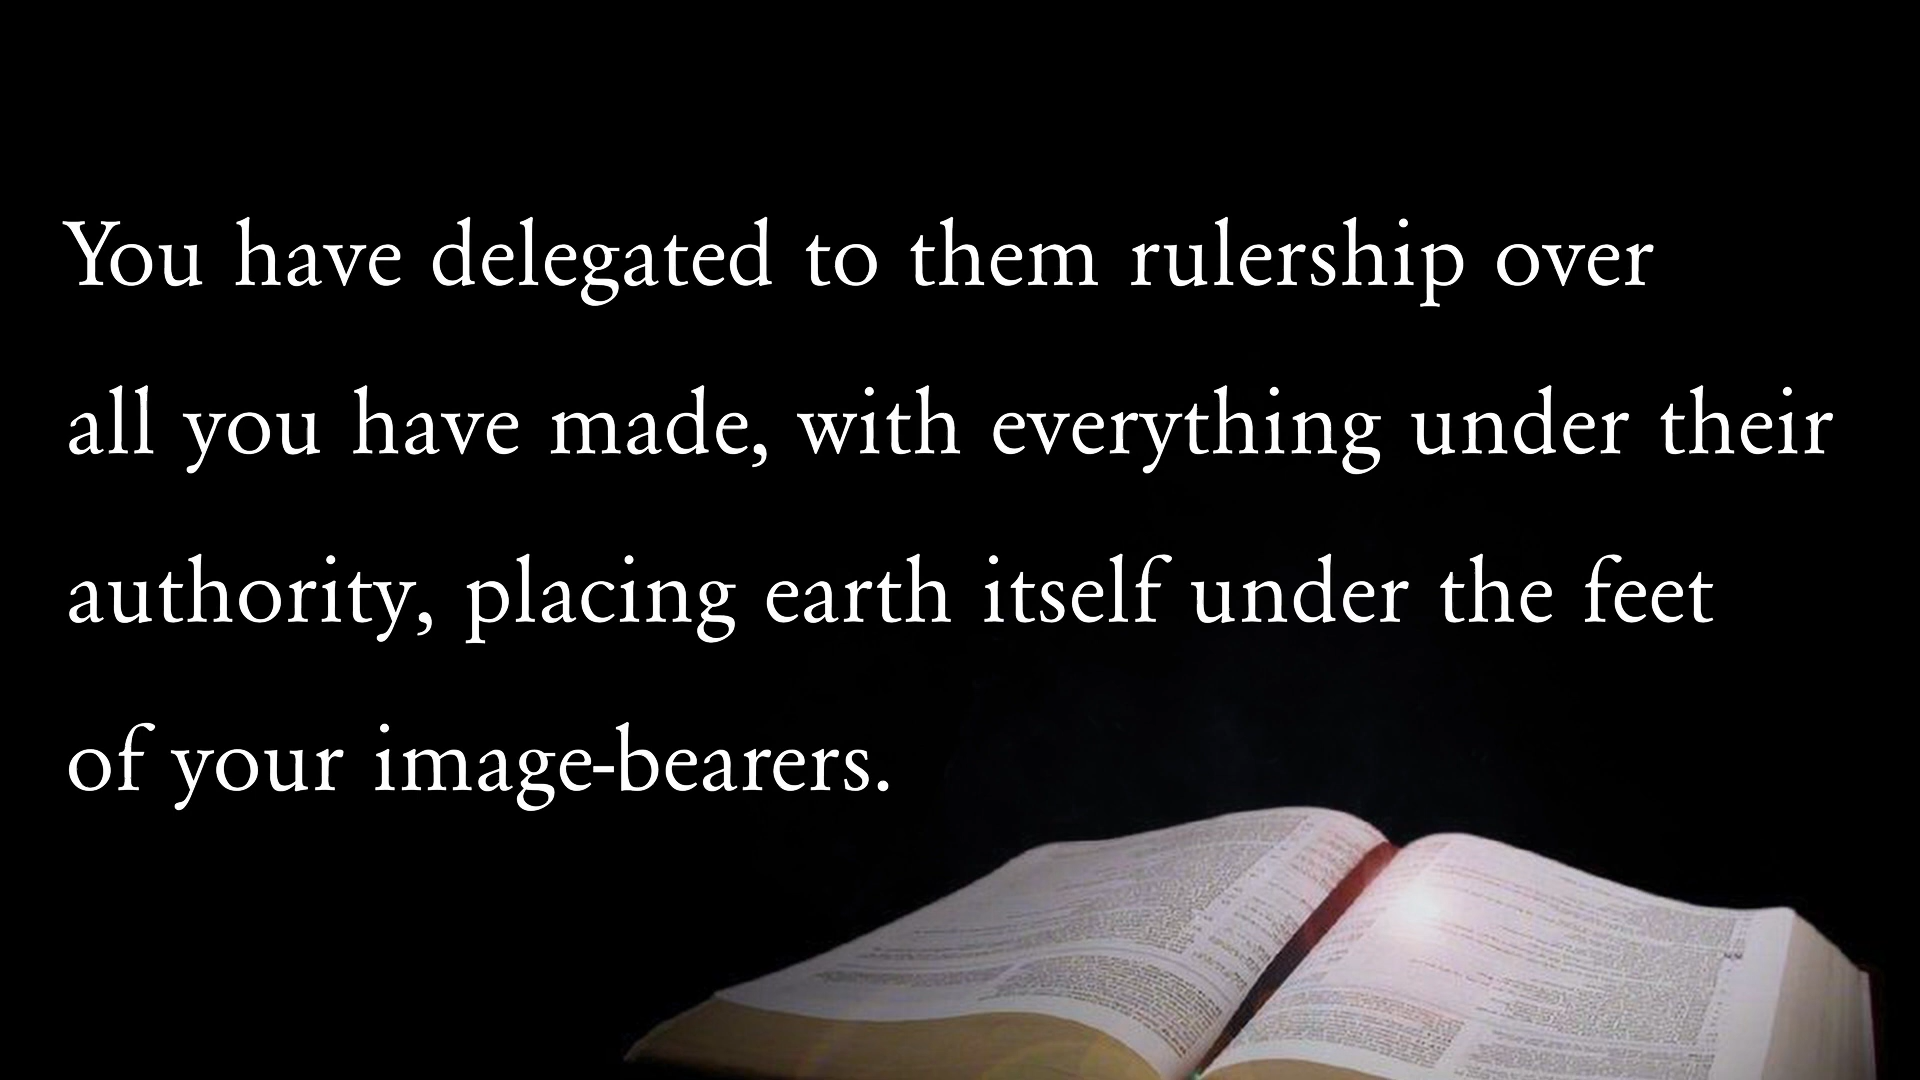 You have delegated to them rulership over
all you have made, with everything under their
authority, placing earth itself under the feet
of your image-bearers.